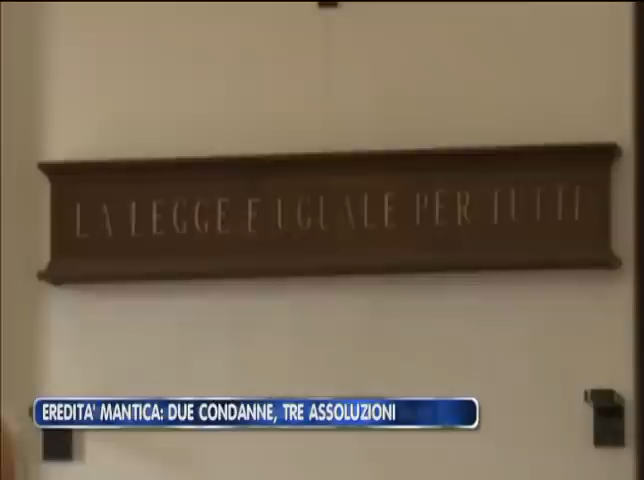 LA LEGGE E UGUALE PER TUTTI
EREDITA' MANTICA: DUE CONDANNE, TRE ASSOLUZIONI